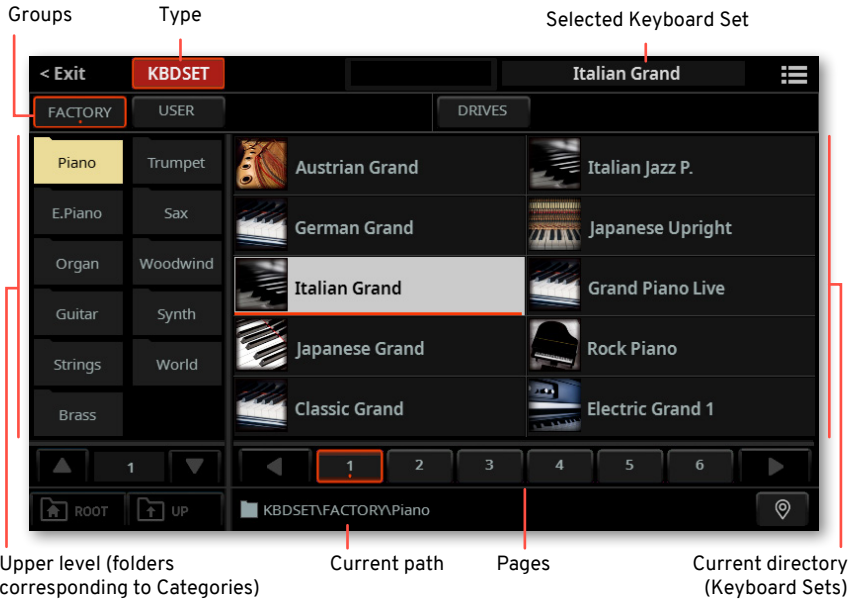 Groups
Type
Selected Keyboard Set
< Exit
KBDSET
Italian Grand
FACTORY
USER
DRIVES
Piano
Trumpet
Austrian Grand
Italian Jazz P.
E.Piano
Sax
German Grand
Japanese Upright
Organ
Woodwind
Italian Grand
Grand Piano Live
Guitar
Synth
Japanese Grand
Rock Piano
Strings
World
Classic Grand
Electric Grand 1
Brass
1
1
2
3
4
5
6
ROOT
UP
KBDSET\FACTORY\Piano
Upper level (folders
corresponding to Categories)
Current path
Pages
Current directory
(Keyboard Sets)